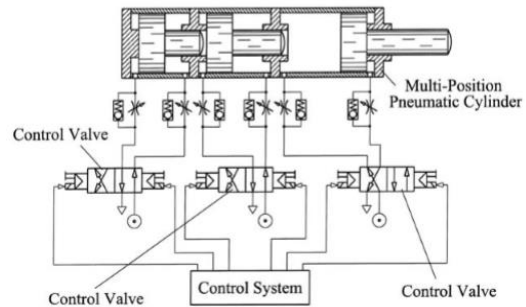 Multi-Position
Pneumatic Cylinder
Control Valve
Control System
Control Valve
Control Valve